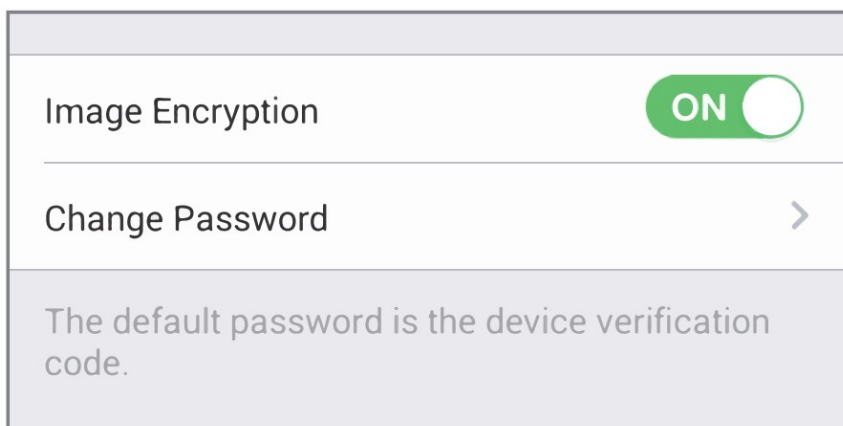 Image Encryption ON
Change Password
The default password is the device verification
code.